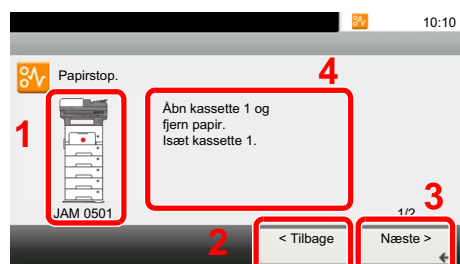 10:10
Papirstop.
4
Åbn kassette 1 og
fjern papir.
Isæt kassette 1.
1
JAM 0501
1/2
3
2
< Tilbage
Næste >